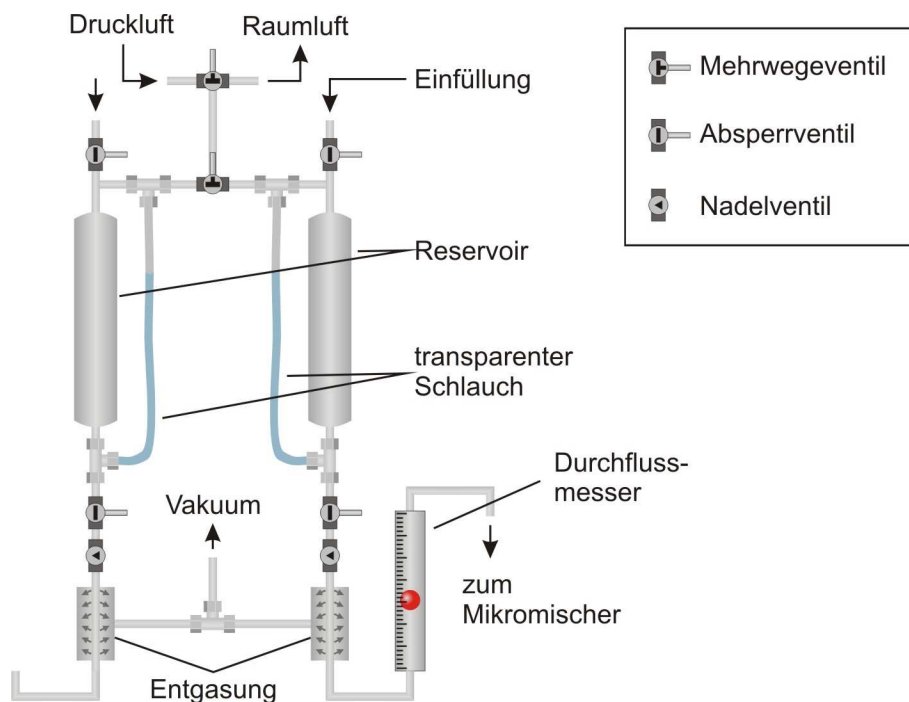 Druckluft
Raumluft
Einfüllung
Mehrwegeventil
Absperrventil
Nadelventil
Reservoir
transparenter
Schlauch
Durchfluss-
messer
Vakuum
zum
Mikromischer
Entgasung